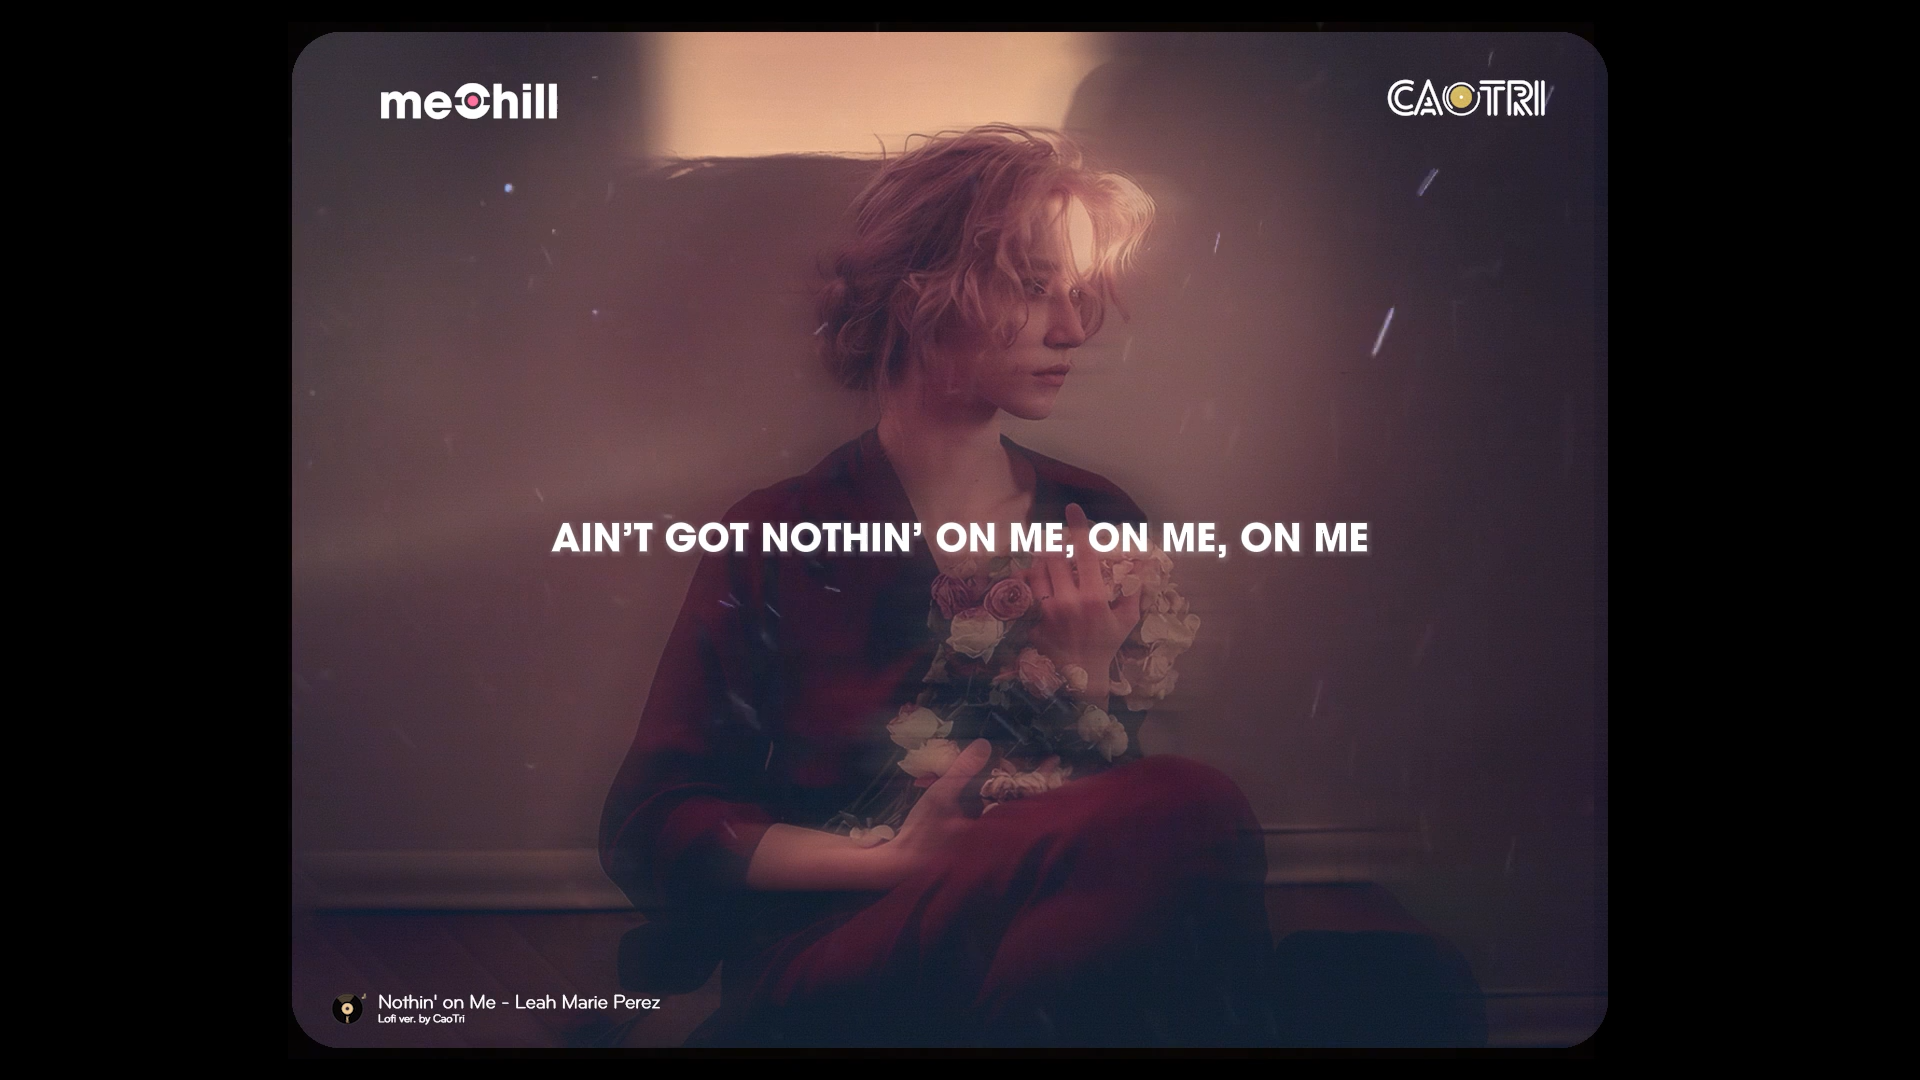 meChill
CAOTRI
AIN’T GOT NOTHIN’ ON ME, ON ME, ON ME
Nothin' on Me - Leah Marie Perez
Lofi ver. by CaoTri